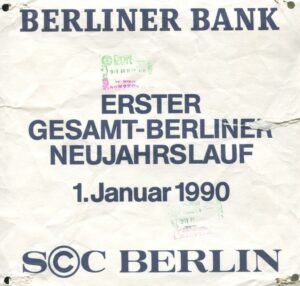 BERLINER BANK
ERSTER
GESAMT-BERLINER
NEUJAHRSLAUF
1. Januar 1990
SCC BERLIN